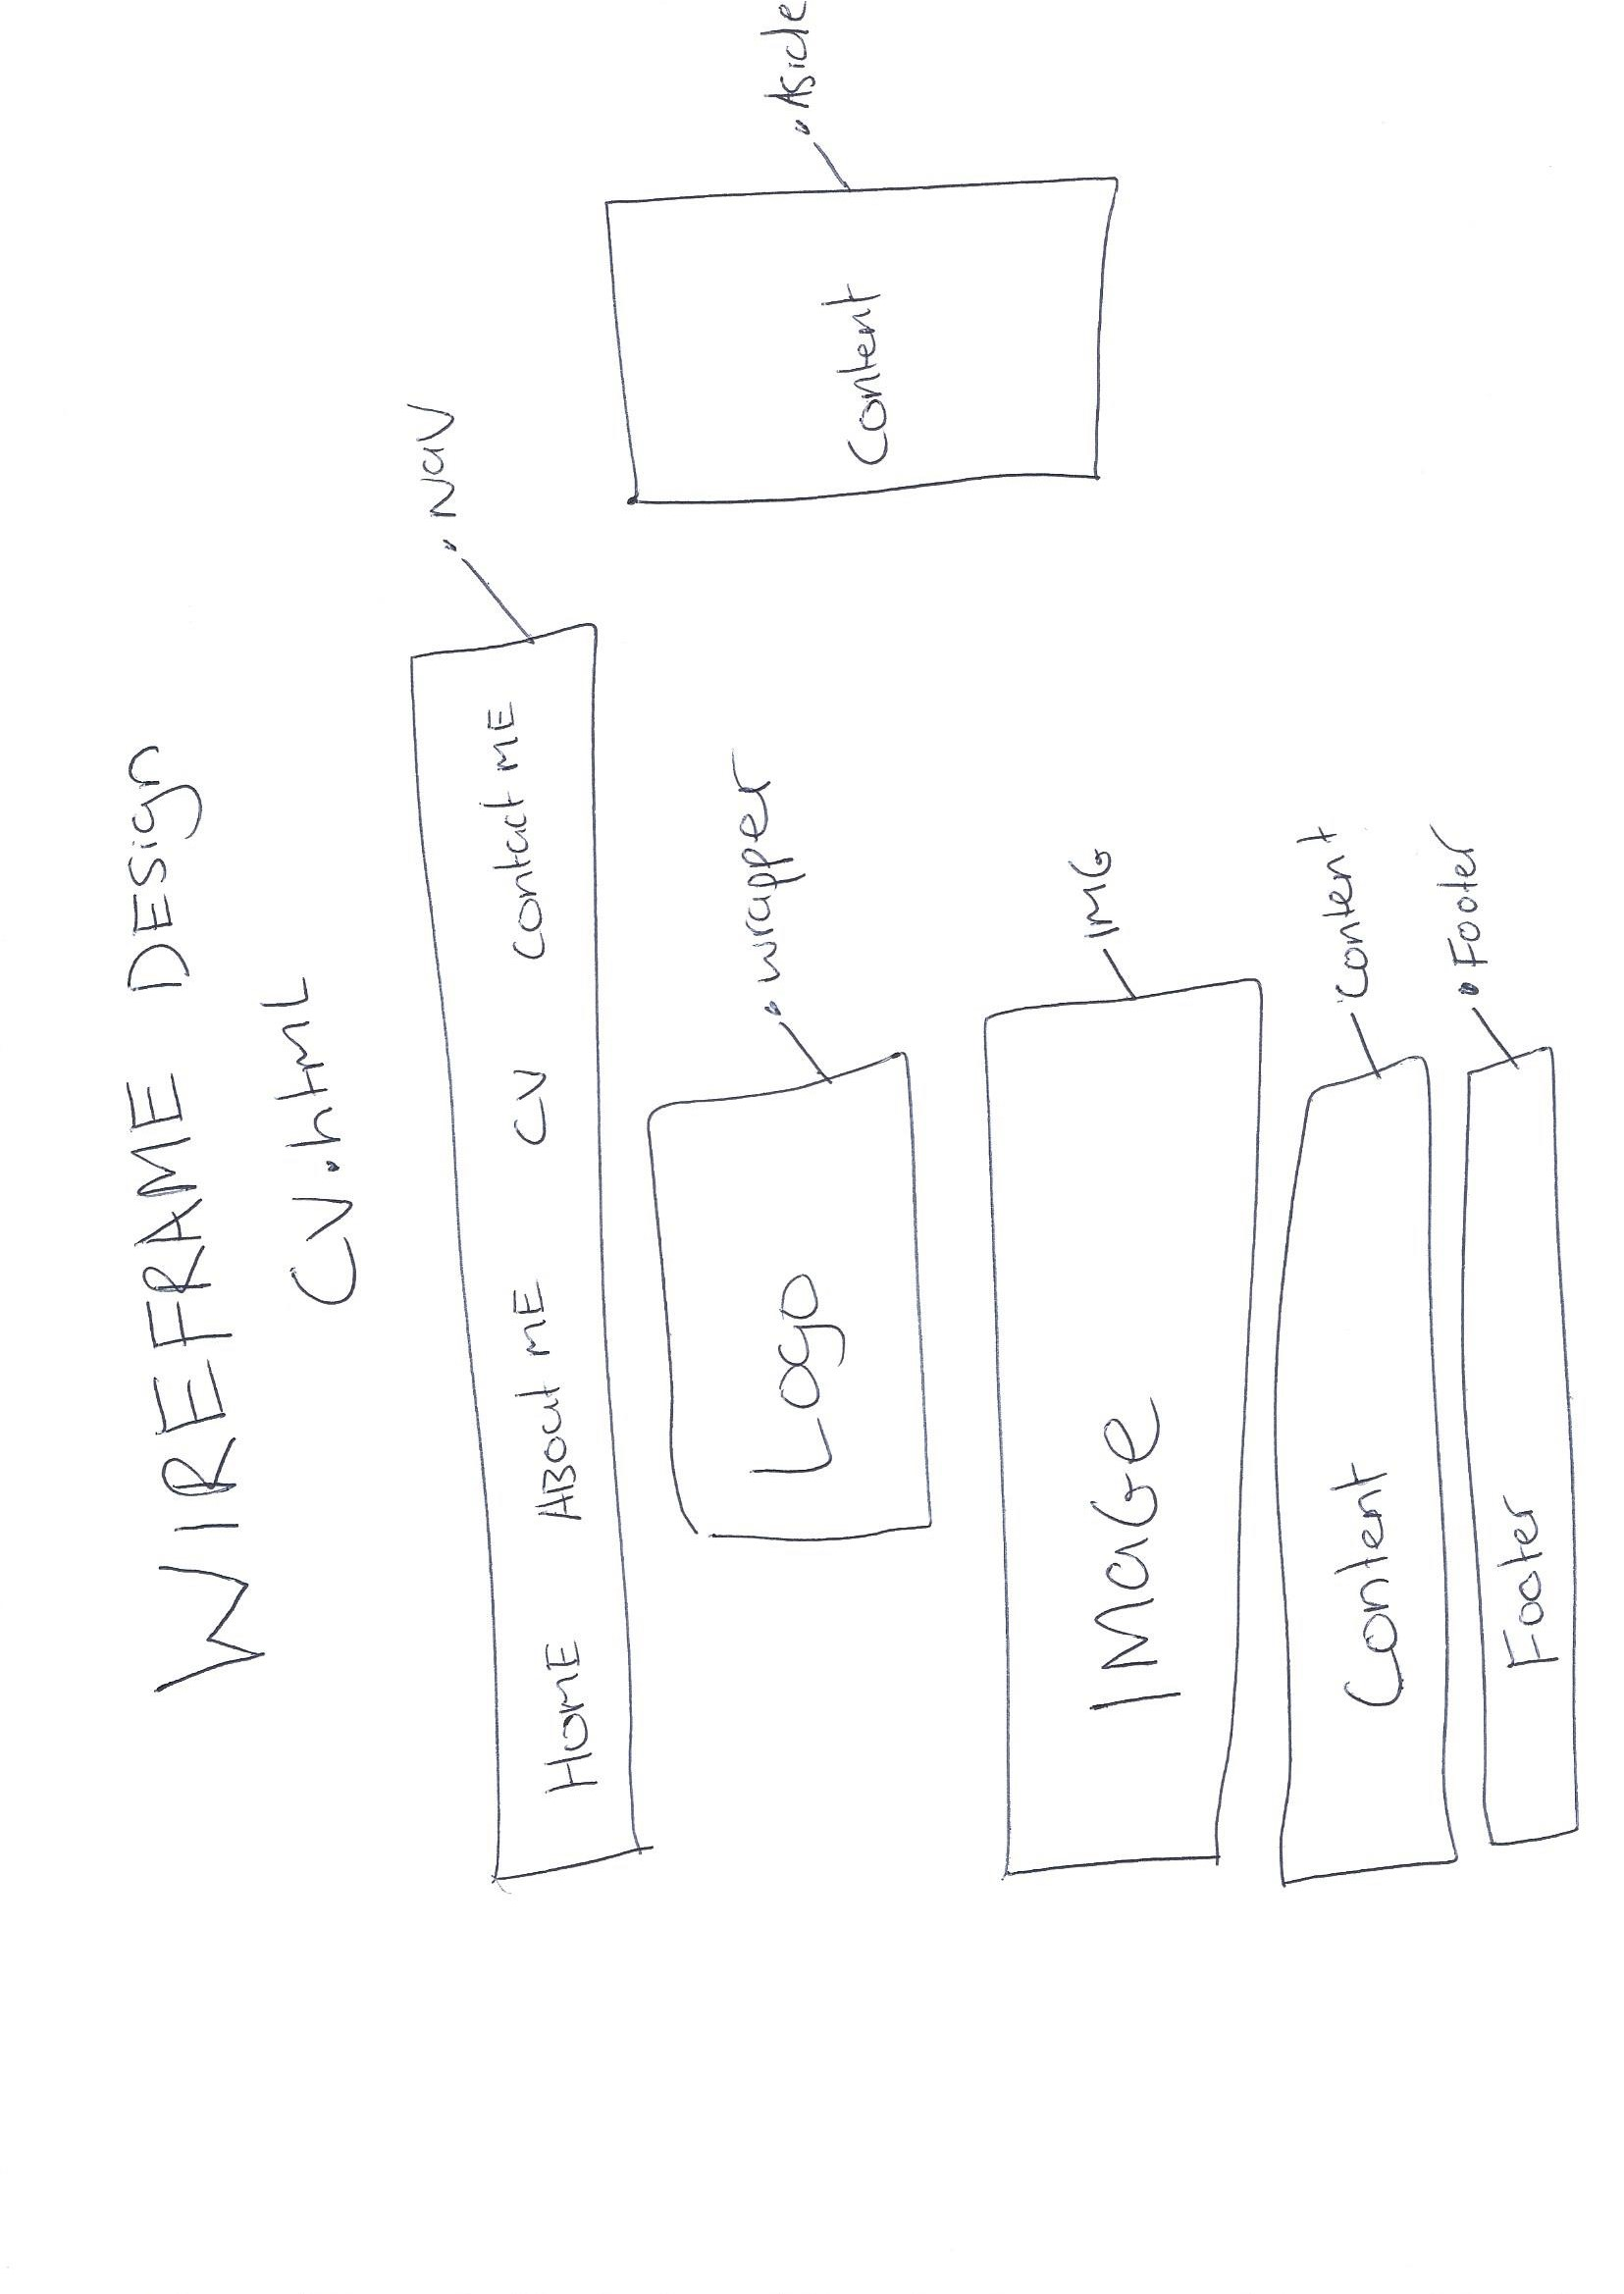 WIREFRAME DESign
CV.htmL
HomE ABout mE CV contact mE
.Nav
Content
.Aside
Logo
.wrapper
IMaGe
IMG
Content
Content
Footer
.Footer